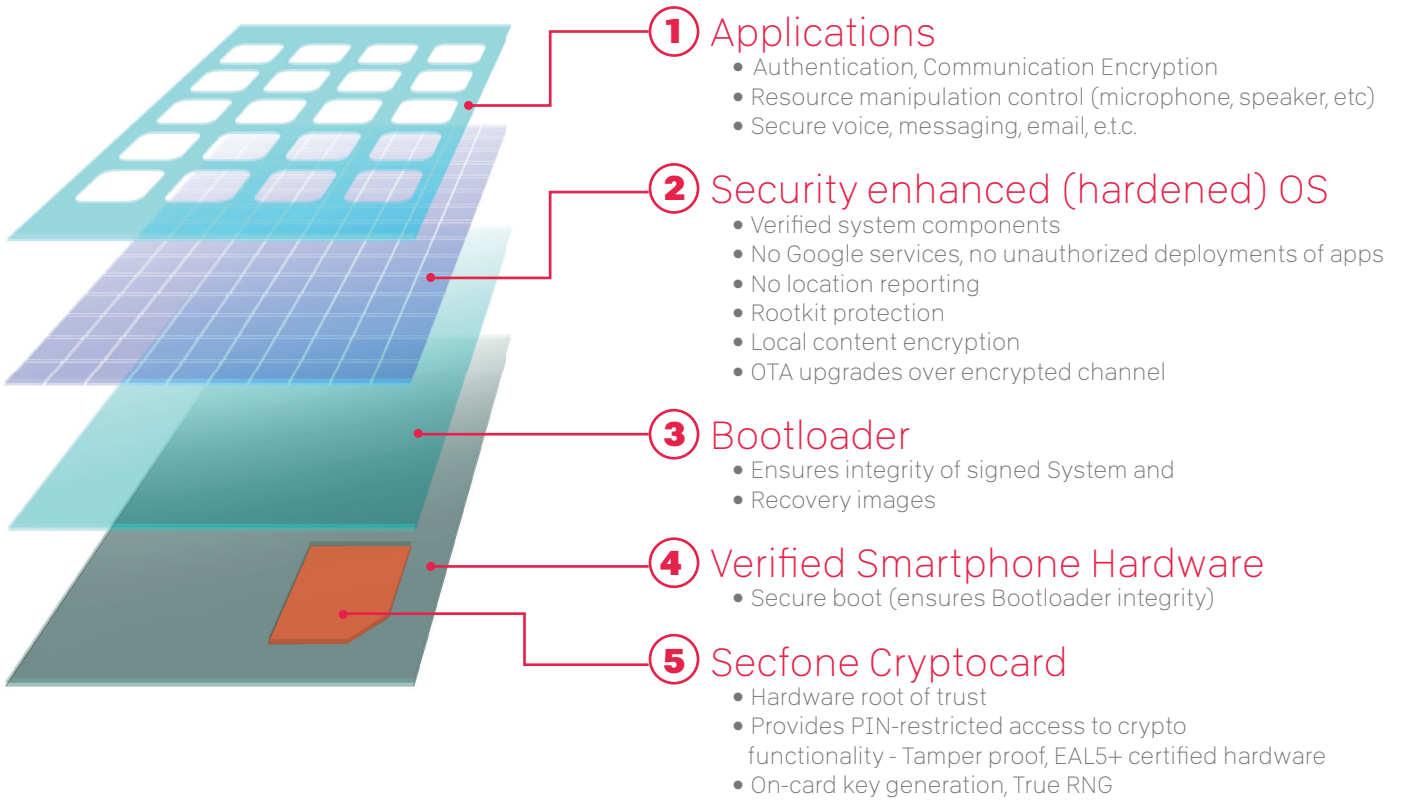 1 Applications
• Authentication, Communication Encryption
• Resource manipulation control (microphone, speaker, etc)
• Secure voice, messaging, email, e.t.c.
2 Security enhanced (hardened) OS
• Verified system components
• No Google services, no unauthorized deployments of apps
• No location reporting
• Rootkit protection
• Local content encryption
• OTA upgrades over encrypted channel
3 Bootloader
• Ensures integrity of signed System and
• Recovery images
4 Verified Smartphone Hardware
• Secure boot (ensures Bootloader integrity)
5 Secfone Cryptocard
• Hardware root of trust
• Provides PIN-restricted access to crypto
functionality - Tamper proof, EAL5+ certified hardware
• On-card key generation, True RNG